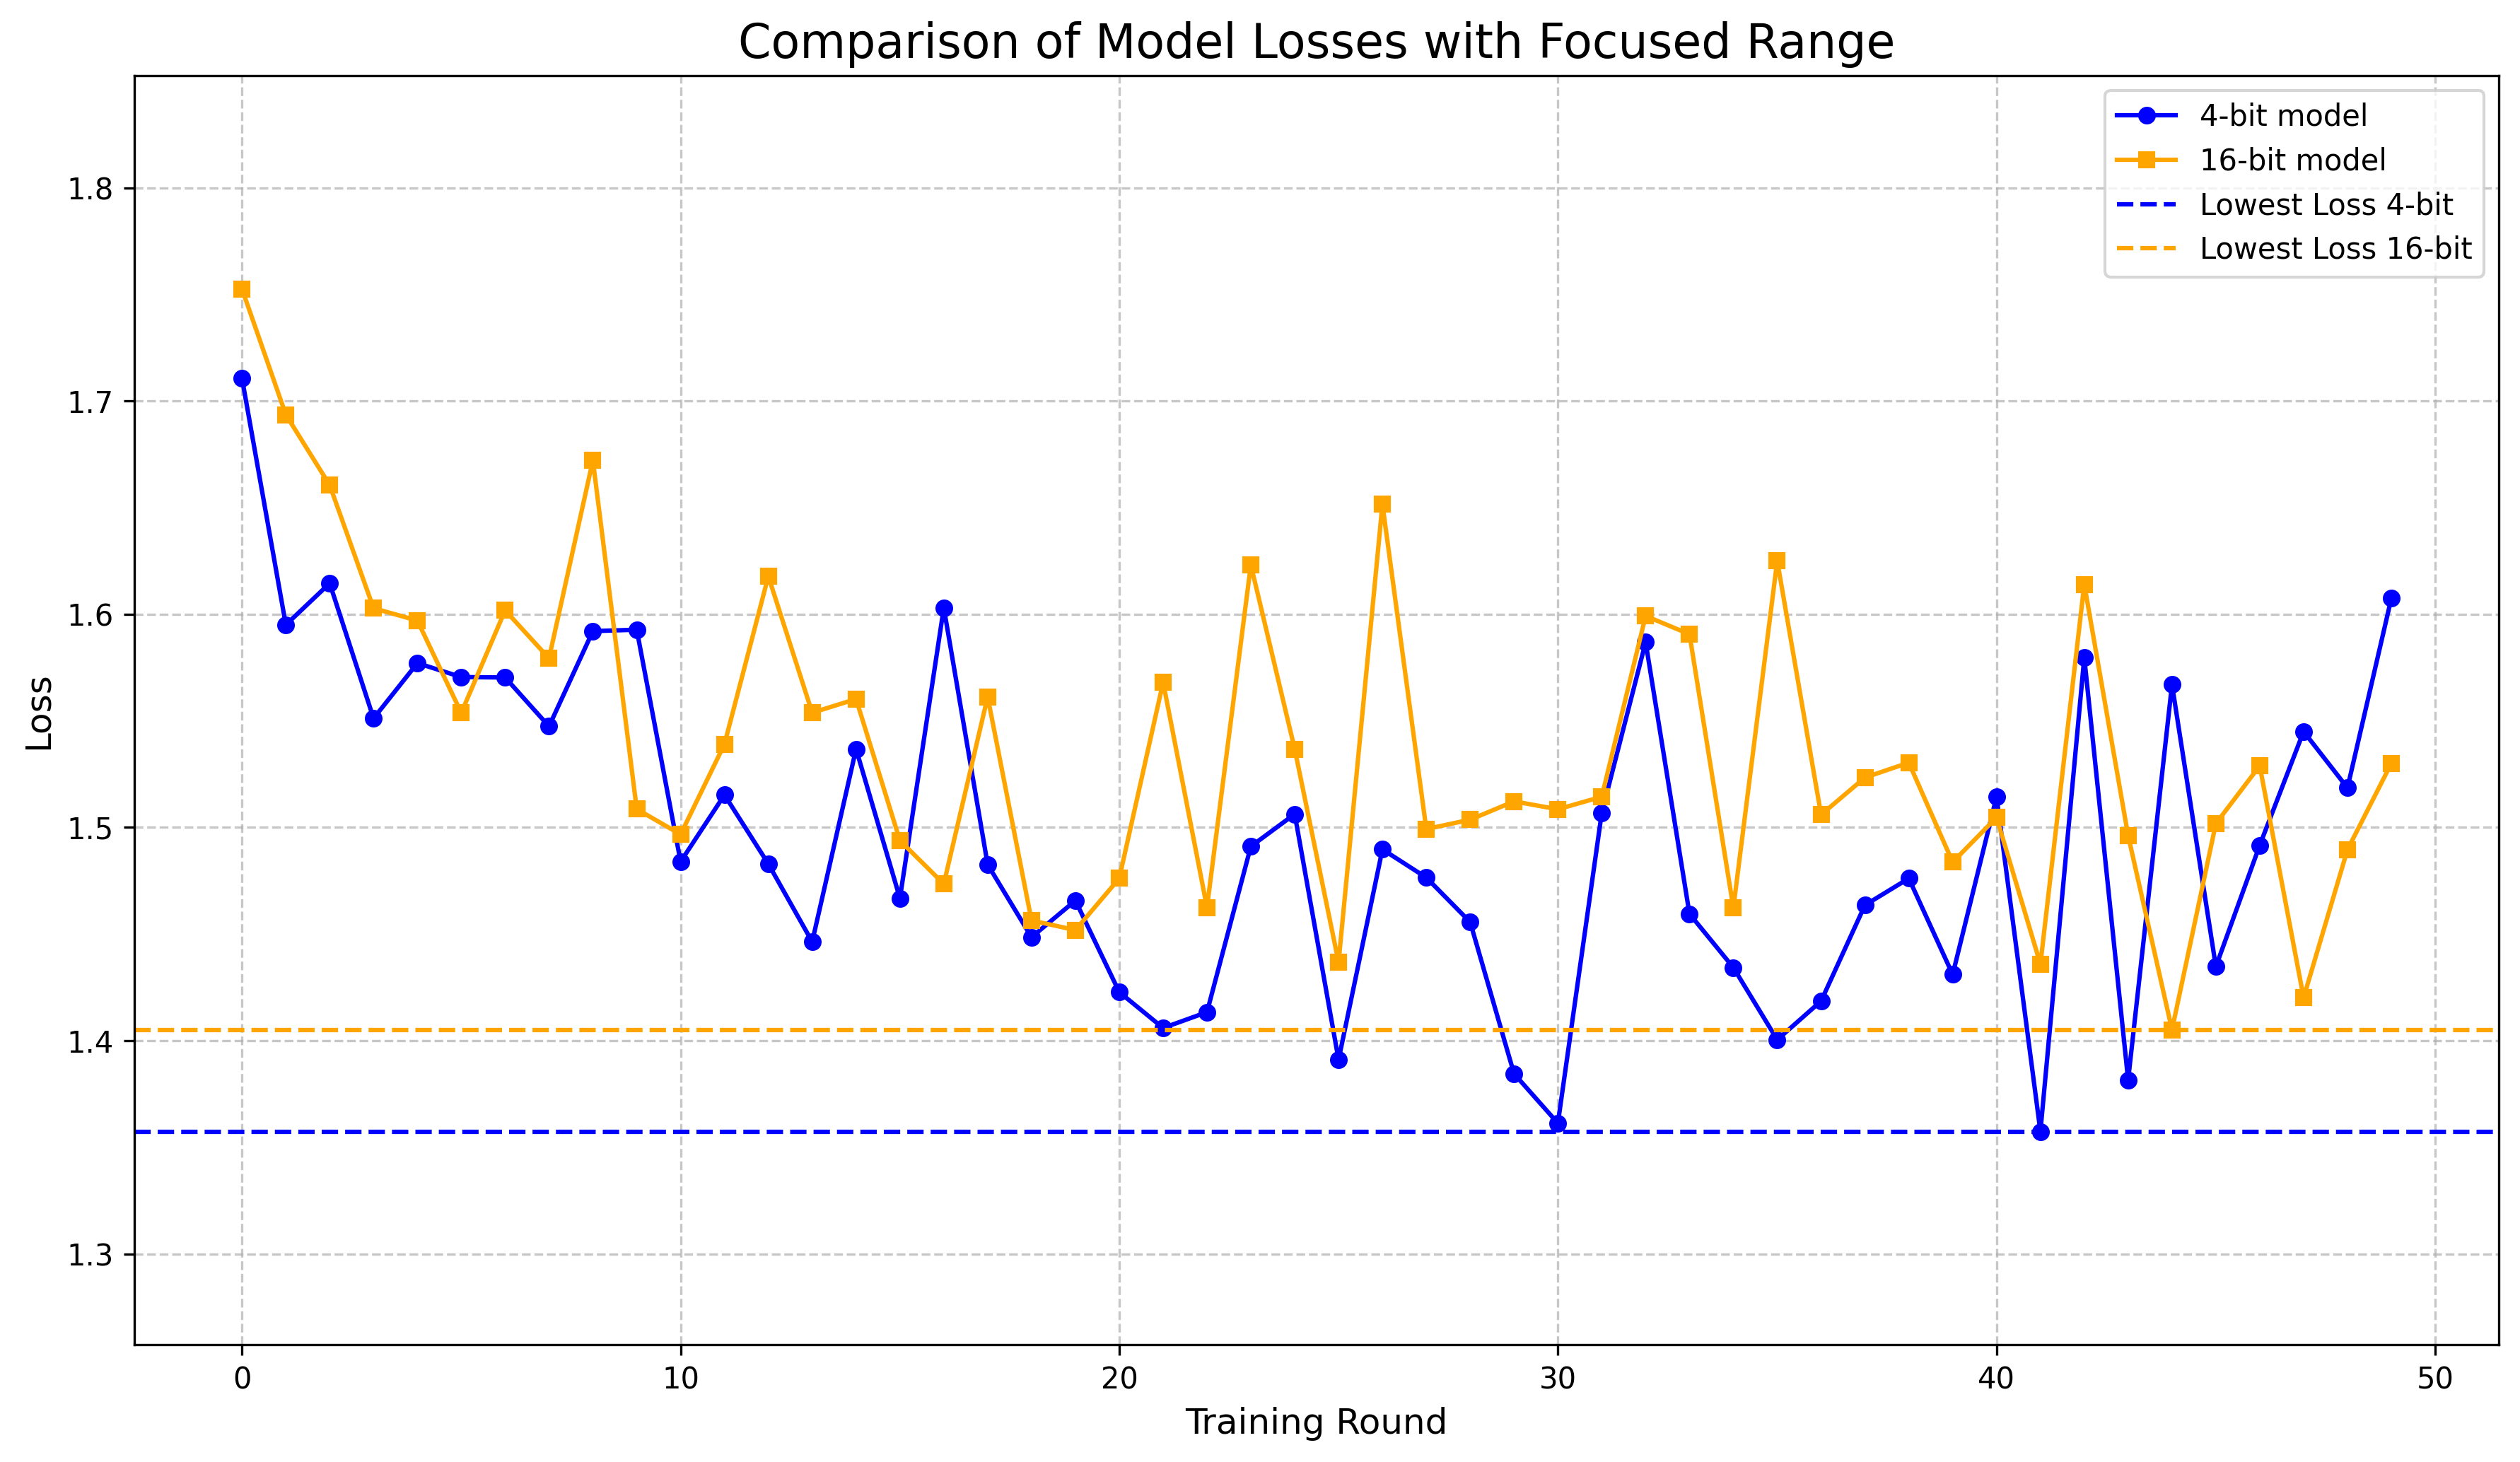 Comparison of Model Losses with Focused Range
4-bit model
16-bit model
Lowest Loss 4-bit
Lowest Loss 16-bit
Loss
1.8
1.7
1.6
1.5
1.4
1.3
0 10 20 30 40 50
Training Round